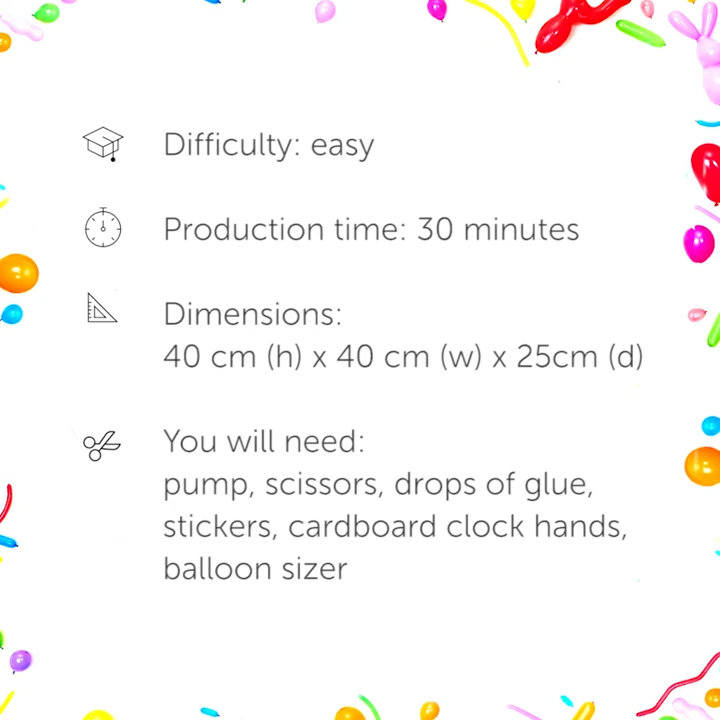 Difficulty: easy
Production time: 30 minutes
Dimensions:
40 cm (h) x 40 cm (w) x 25cm (d)
You will need:
pump, scissors, drops of glue,
stickers, cardboard clock hands,
balloon sizer